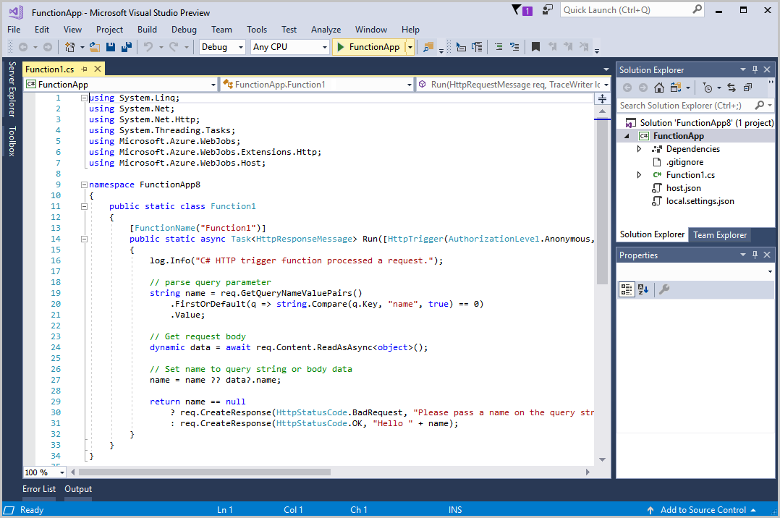 FunctionApp - Microsoft Visual Studio Preview
1
Quick Launch (Ctrl+Q)
File Edit View Project Build Debug Team Tools Test Analyze Window Help
Debug Any CPU FunctionApp
Server Explorer
Toolbox
Function1.cs
FunctionApp FunctionApp.Function1 Run(HttpRequestMessage req, TraceWriter lo
1 using System.Linq;
2 using System.Net;
3 using System.Net.Http;
4 using System.Threading.Tasks;
5 using Microsoft.Azure.WebJobs;
6 using Microsoft.Azure.WebJobs.Extensions.Http;
7 using Microsoft.Azure.WebJobs.Host;
8
9 namespace FunctionApp8
10 {
11 public static class Function1
12 {
13 [FunctionName("Function1")]
14 public static async Task<HttpResponseMessage> Run([HttpTrigger(AuthorizationLevel.Anonymous,
15 {
16 log.Info("C# HTTP trigger function processed a request.");
17
18 // parse query parameter
19 string name = req.GetQueryNameValuePairs()
20 .FirstOrDefault(q => string.Compare(q.Key, "name", true) == 0)
21 .Value;
22
23 // Get request body
24 dynamic data = await req.Content.ReadAsAsync<object>();
25
26 // Set name to query string or body data
27 name = name ?? data?.name;
28
29 return name == null
30 ? req.CreateResponse(HttpStatusCode.BadRequest, "Please pass a name on the query str
31 : req.CreateResponse(HttpStatusCode.OK, "Hello " + name);
32 }
33 }
34 }
100 %
Solution Explorer
Search Solution Explorer (Ctrl+;)
Solution 'FunctionApp8' (1 project)
FunctionApp
Dependencies
.gitignore
C# Function1.cs
host.json
local.settings.json
Solution Explorer Team Explorer
Properties
Error List Output
Ready Ln 1 Col 1 Ch 1 INS Add to Source Control